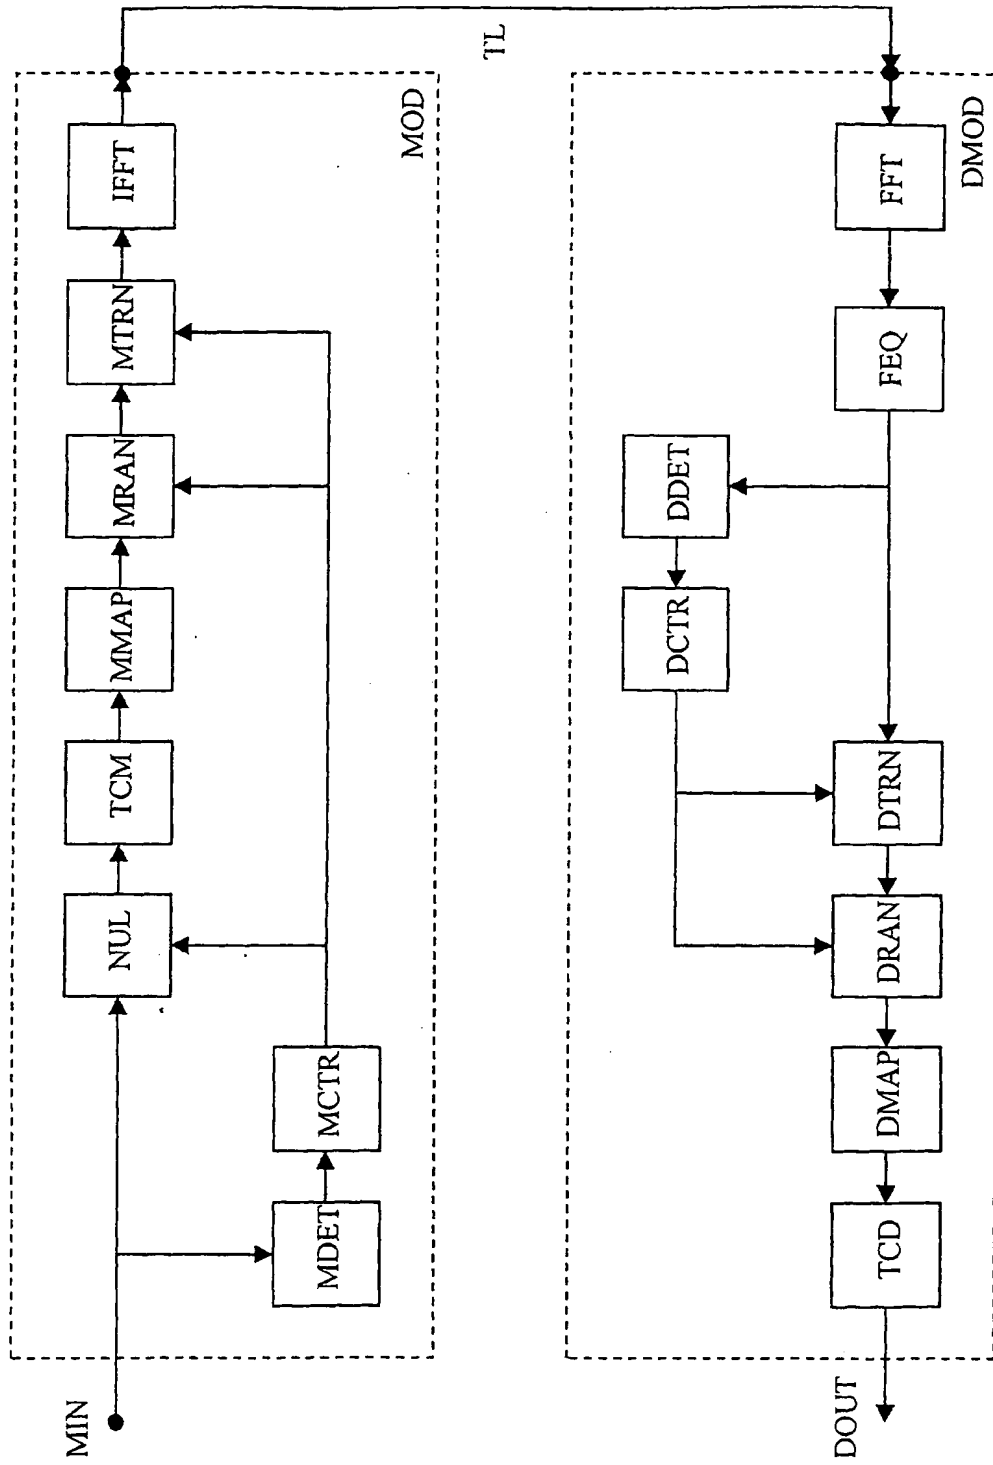 MIN
NUL
TCM
MMAP
MRAN
MTRN
IFFT
MDET
MCTR
MOD
TL
DDET
DCTR
DOUT
TCD
DMAP
DRAN
DTRN
FEQ
FFT
DMOD